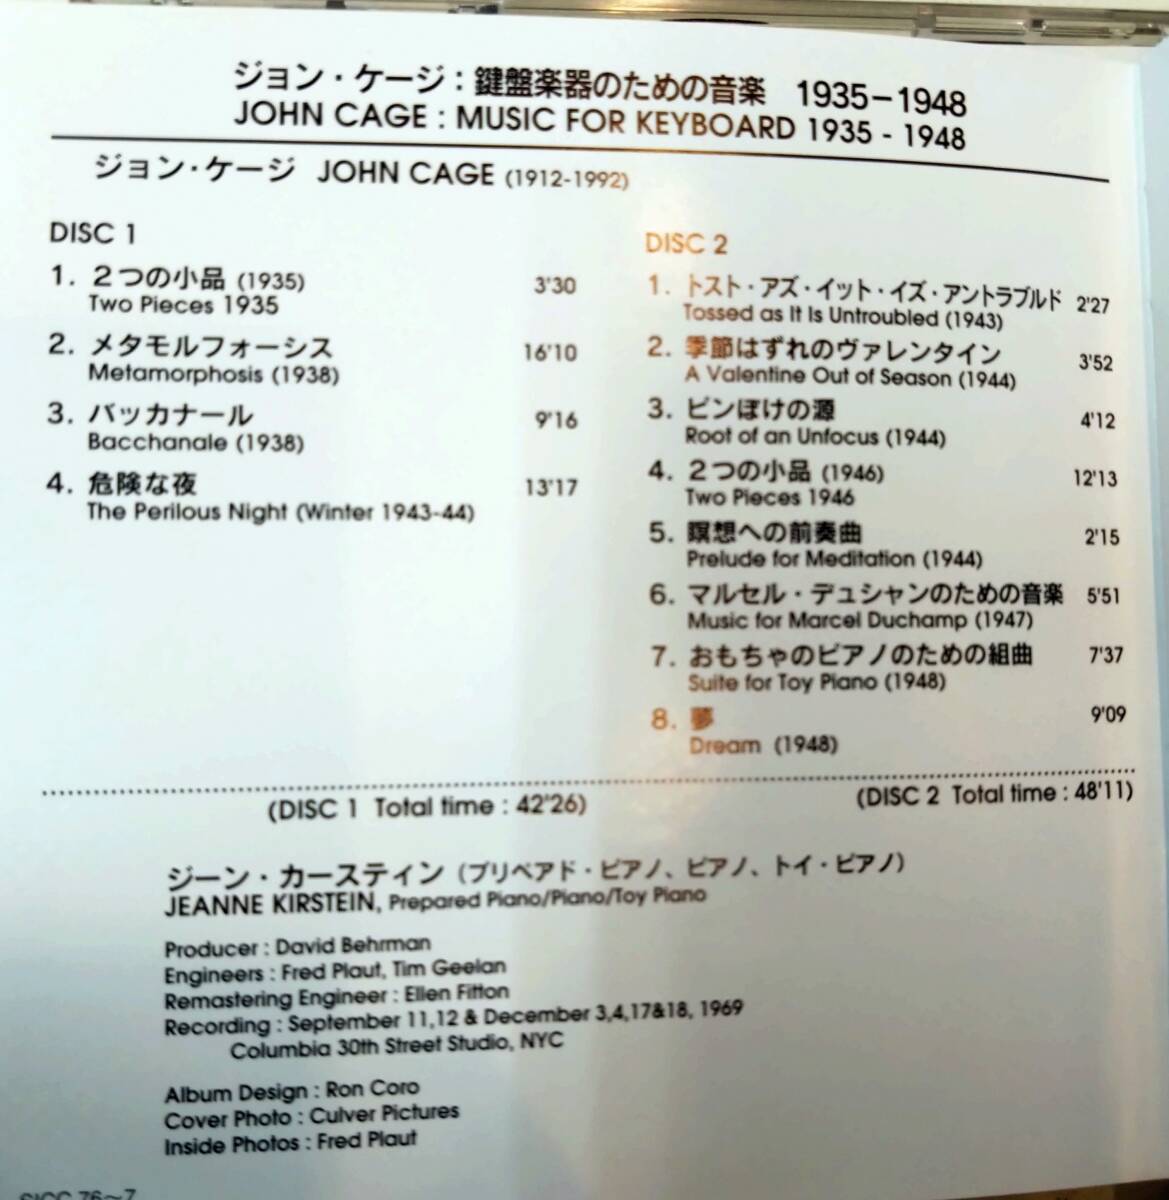 ジョン・ケージ：鍵盤楽器のための音楽 1935－1948
JOHN CAGE : MUSIC FOR KEYBOARD 1935 - 1948
ジョン・ケージ JOHN CAGE (1912-1992)
DISC 1
1. 2つの小品 (1935) 3'30
Two Pieces 1935
2. メタモルフォーシス 16'10
Metamorphosis (1938)
3. バッカナール 9'16
Bacchanale (1938)
4. 危険な夜 13'17
The Perilous Night (Winter 1943-44)
DISC 2
1. トスト・アズ・イット・イズ・アントラブルド 2'27
Tossed as It Is Untroubled (1943)
2. 季節はずれのヴァレンタイン 3'52
A Valentine Out of Season (1944)
3. ピンぼけの源 4'12
Root of an Unfocus (1944)
4. 2つの小品 (1946) 12'13
Two Pieces 1946
5. 瞑想への前奏曲 2'15
Prelude for Meditation (1944)
6. マルセル・デュシャンのための音楽 5'51
Music for Marcel Duchamp (1947)
7. おもちゃのピアノのための組曲 7'37
Suite for Toy Piano (1948)
8. 夢 9'09
Dream (1948)
(DISC 1 Total time : 42'26)
(DISC 2 Total time : 48'11)
ジーン・カースティン（プリペアド・ピアノ、ピアノ、トイ・ピアノ）
JEANNE KIRSTEIN, Prepared Piano/Piano/Toy Piano
Producer : David Behrman
Engineers : Fred Plaut, Tim Geelan
Remastering Engineer : Ellen Fitton
Recording : September 11,12 & December 3,4,17&18, 1969
Columbia 30th Street Studio, NYC
Album Design : Ron Coro
Cover Photo : Culver Pictures
Inside Photos : Fred Plaut
SICC 76～7